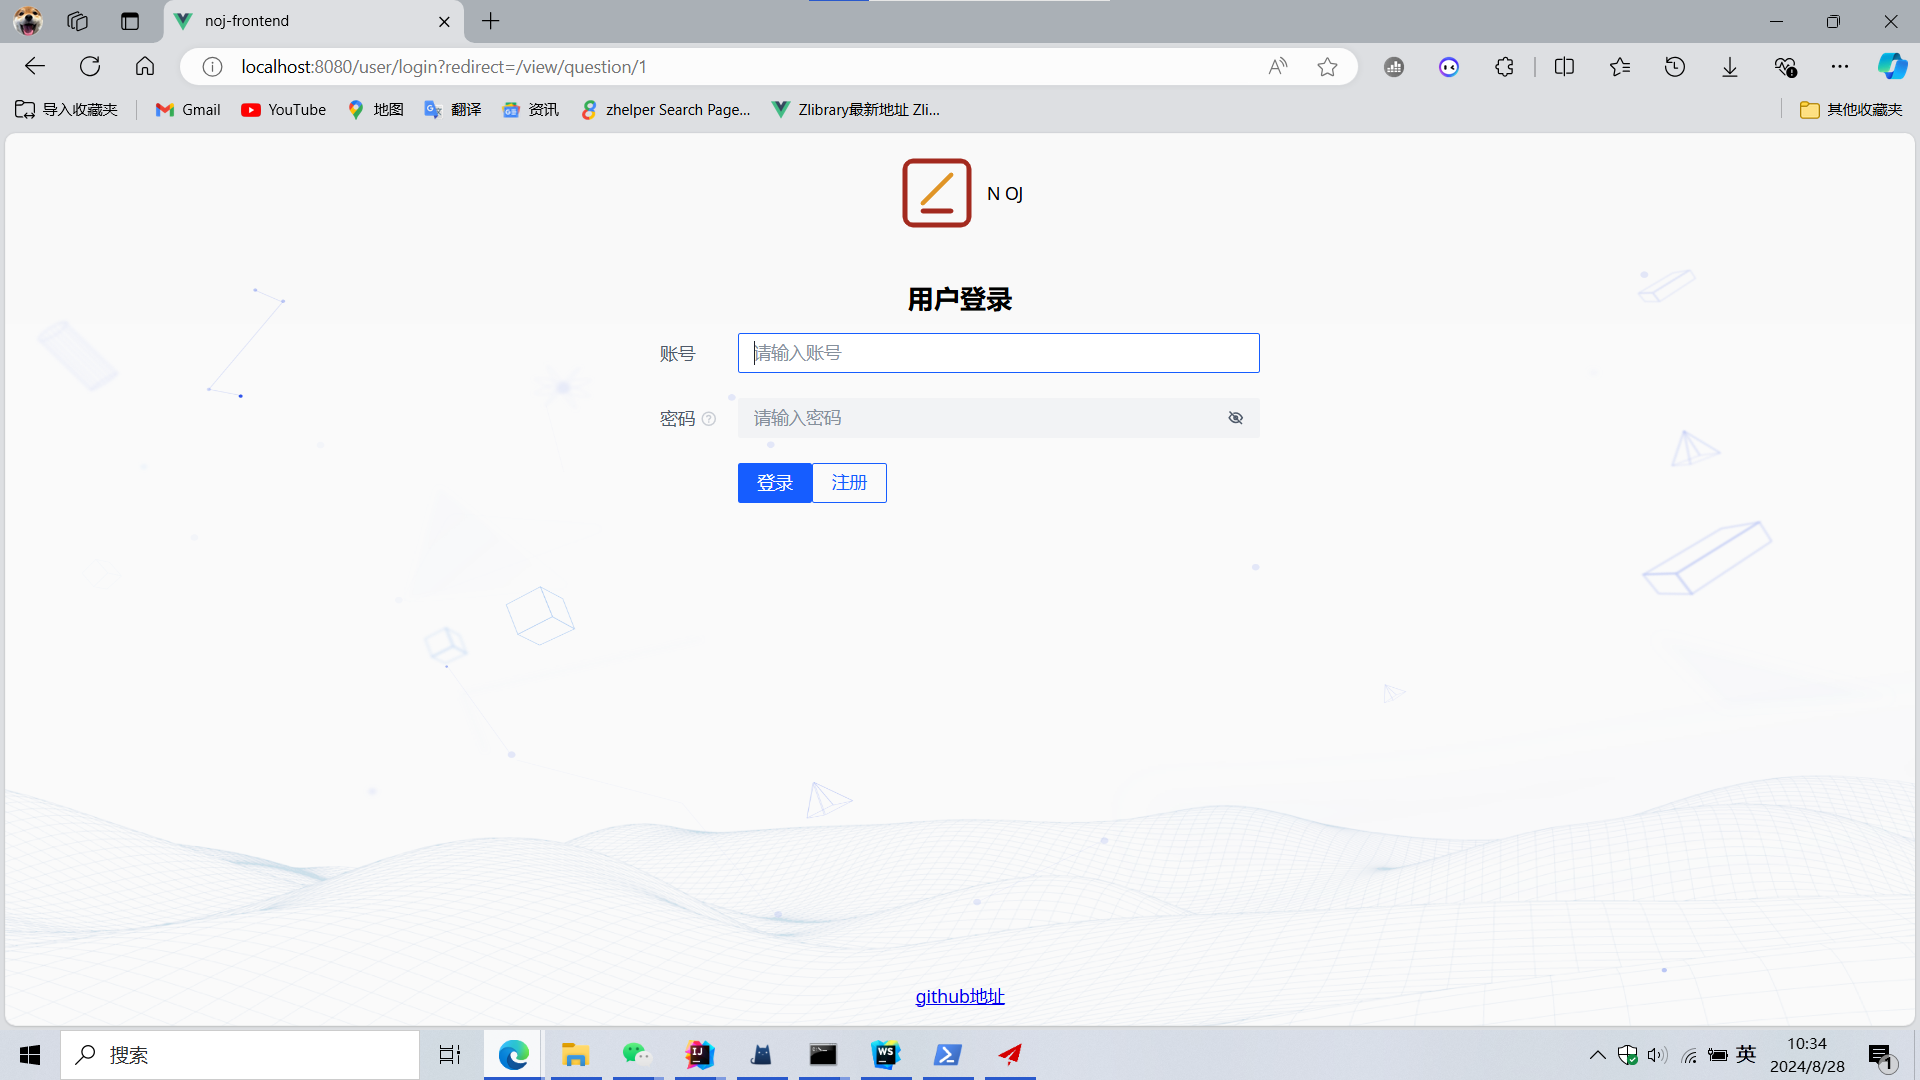 noj-frontend
localhost:8080/user/login?redirect=/view/question/1
导入收藏夹
Gmail
YouTube
地图
翻译
资讯
zhelper Search Page...
Zlibrary最新地址 Zli...
其他收藏夹
N OJ
用户登录
账号
请输入账号
密码
请输入密码
登录
注册
github地址
搜索
IJ
WS
英
10:34
2024/8/28
1